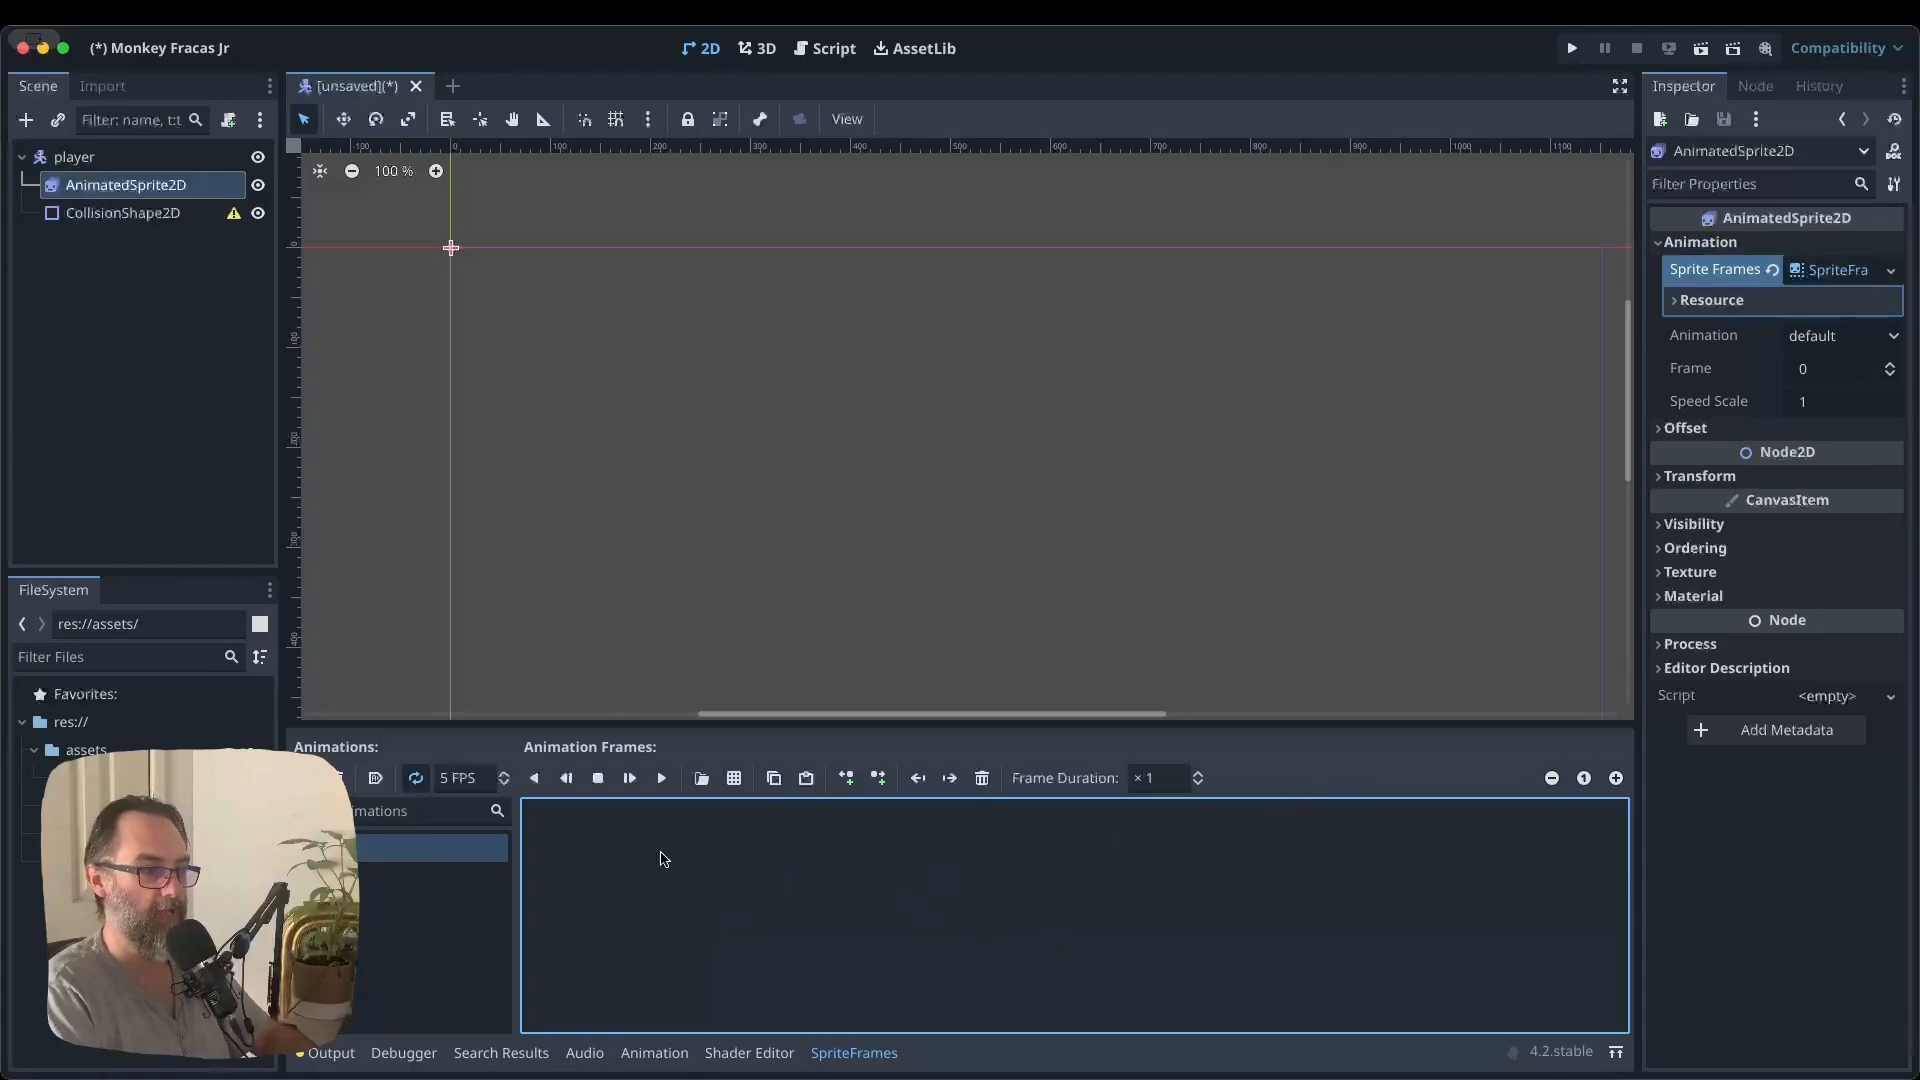 (*) Monkey Fracas Jr
2D
3D
Script
AssetLib
Compatibility
Scene
Import
[unsaved](*)
Inspector
Node
History
Filter: name, t:t
View
AnimatedSprite2D
player
AnimatedSprite2D
CollisionShape2D
100 %
Filter Properties
AnimatedSprite2D
Animation
Sprite Frames
SpriteFra
Resource
Animation
default
Frame
0
Speed Scale
1
Offset
Node2D
Transform
CanvasItem
Visibility
Ordering
Texture
Material
Node
Process
Editor Description
Script
<empty>
Add Metadata
FileSystem
res://assets/
Filter Files
Favorites:
res://
assets
Animations:
Animation Frames:
5 FPS
Frame Duration:
× 1
imations
Output
Debugger
Search Results
Audio
Animation
Shader Editor
SpriteFrames
4.2.stable